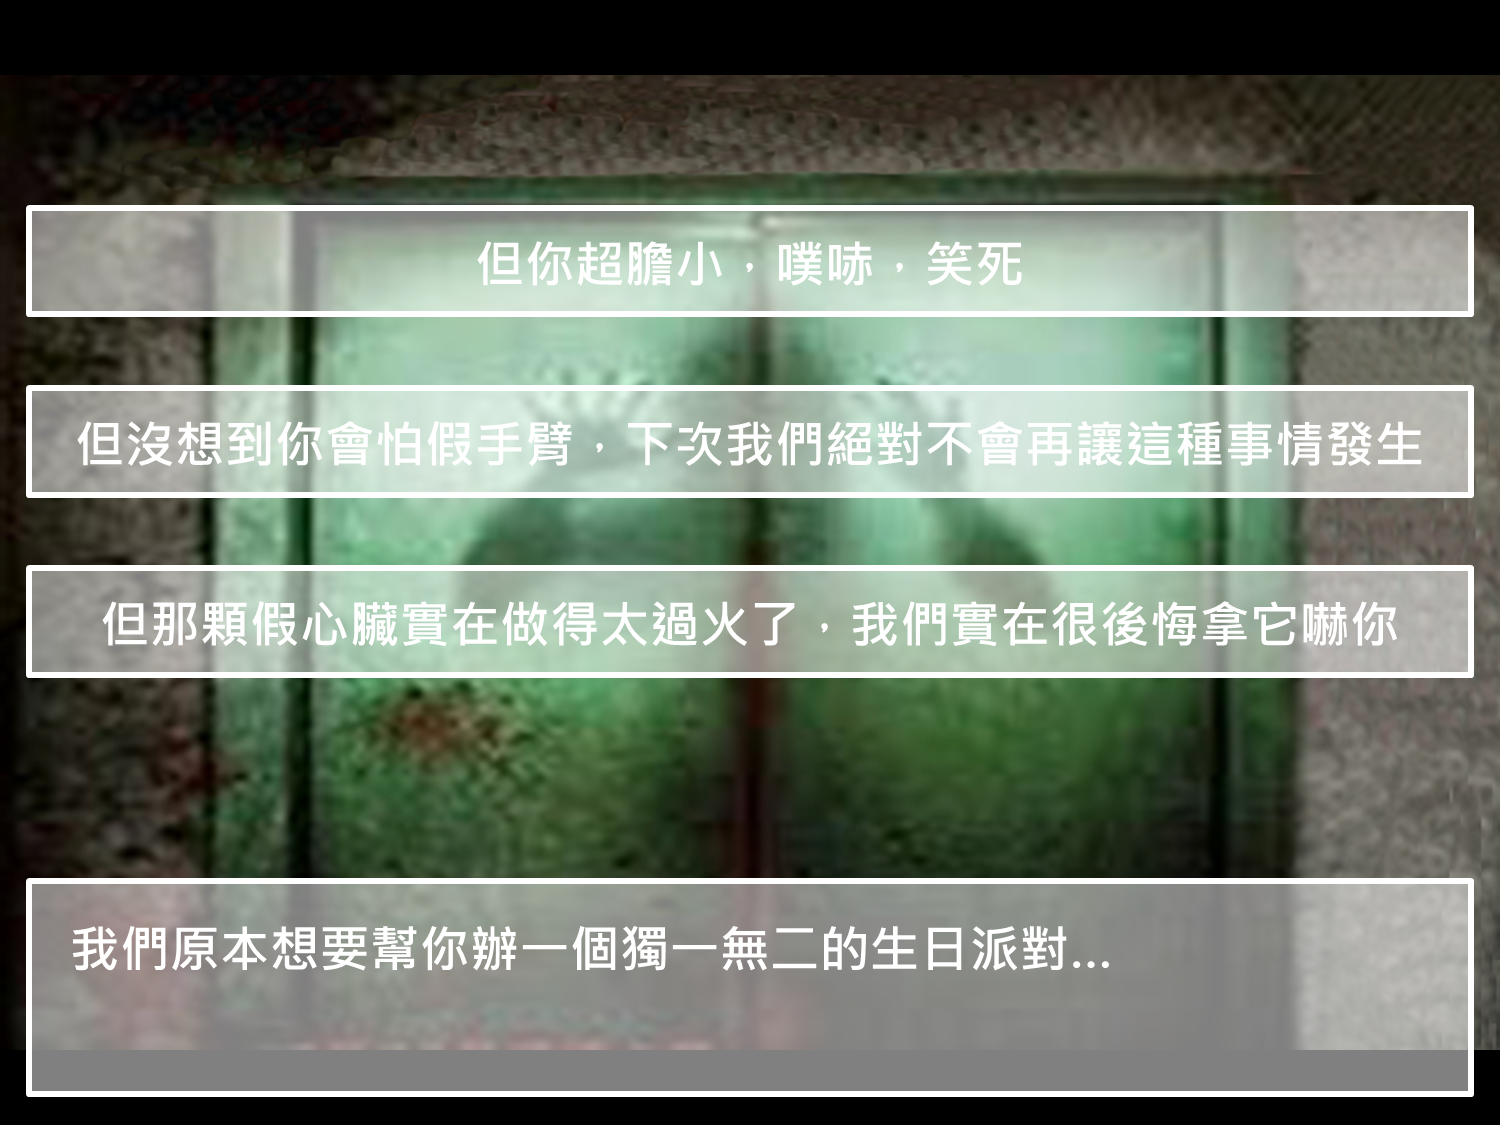 但你超膽小，噗哧，笑死
但沒想到你會怕假手臂，下次我們絕對不會再讓這種事情發生
但那顆假心臟實在做得太過火了，我們實在很後悔拿它嚇你
我們原本想要幫你辦一個獨一無二的生日派對...